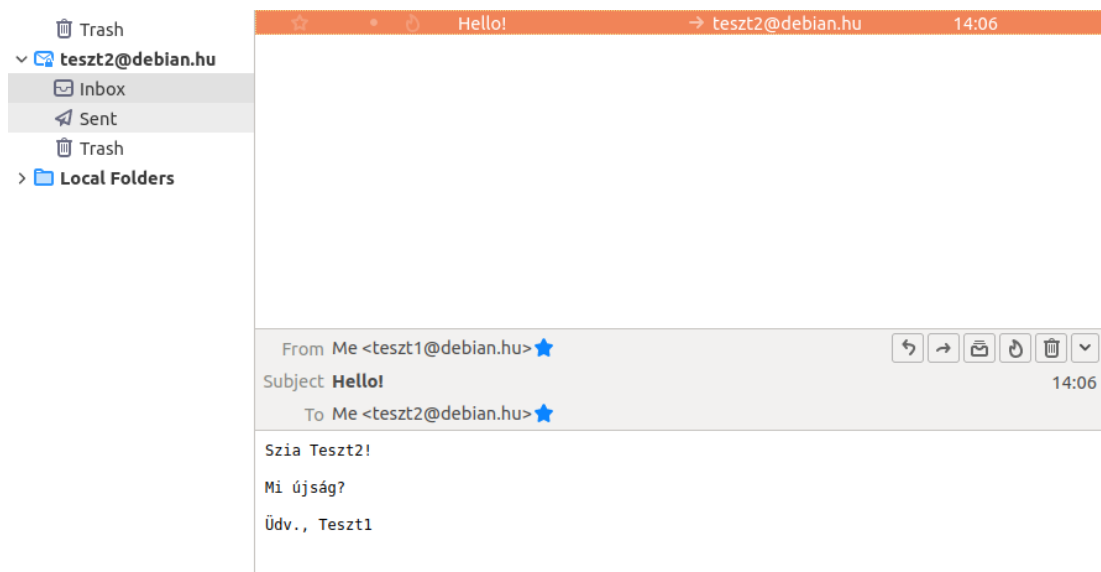 Trash
teszt2@debian.hu
Inbox
Sent
Trash
Local Folders
Hello! → teszt2@debian.hu 14:06
From Me <teszt1@debian.hu>
Subject Hello! 14:06
To Me <teszt2@debian.hu>
Szia Teszt2!
Mi újság?
Üdv., Teszt1